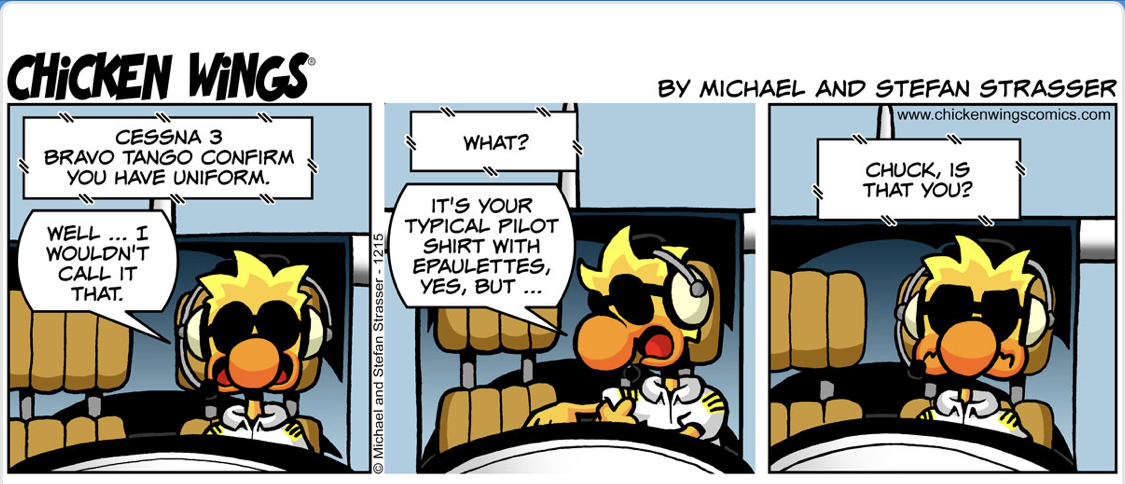 CHiCKEN WiNGS®
BY MICHAEL AND STEFAN STRASSER
CESSNA 3
BRAVO TANGO CONFIRM
YOU HAVE UNIFORM.
WELL ... I
WOULDN'T
CALL IT
THAT.
© Michael and Stefan Strasser - 1215
WHAT?
IT'S YOUR
TYPICAL PILOT
SHIRT WITH
EPAULETTES,
YES, BUT ...
www.chickenwingscomics.com
CHUCK, IS
THAT YOU?